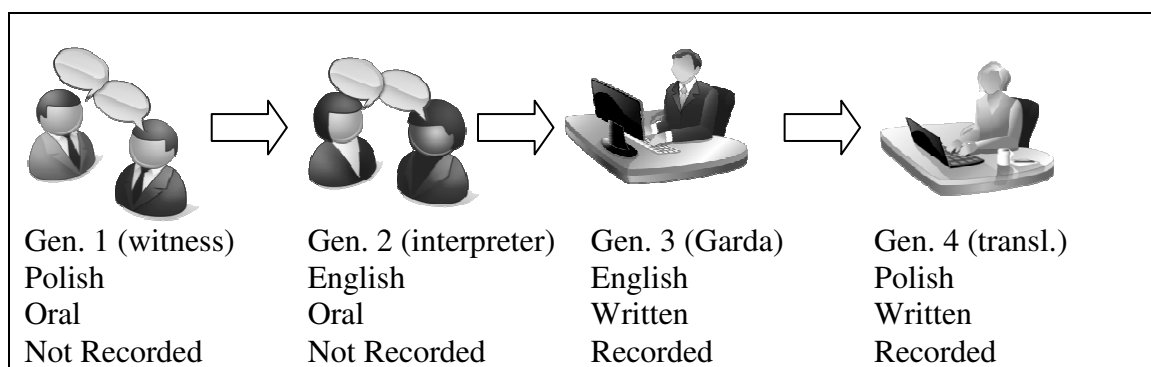 Gen. 1 (witness) Gen. 2 (interpreter) Gen. 3 (Garda) Gen. 4 (transl.)
Polish English English Polish
Oral Oral Written Written
Not Recorded Not Recorded Recorded Recorded